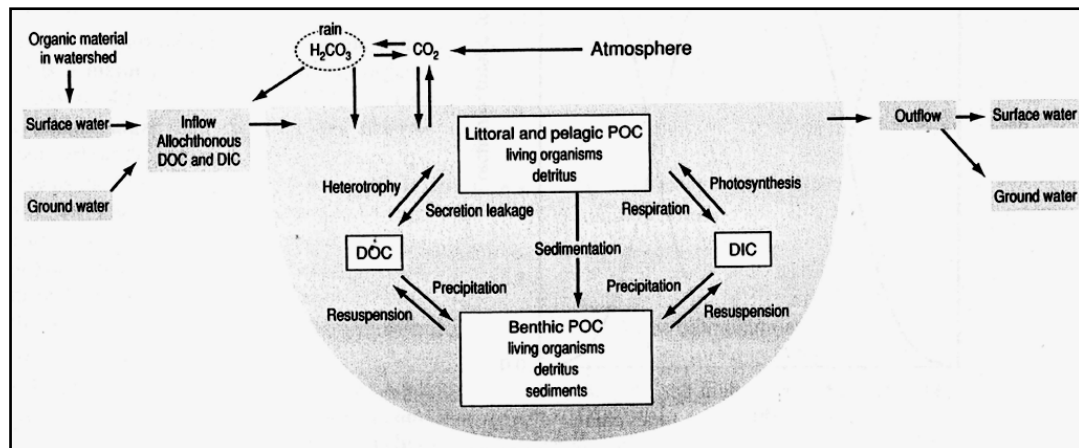 Organic material
in watershed
rain
H₂CO₃
CO₂
Atmosphere
Surface water
Inflow
Allochthonous
DOC and DIC
Ground water
Littoral and pelagic POC
living organisms
detritus
Outflow
Surface water
Ground water
Heterotrophy
Secretion leakage
Photosynthesis
Respiration
DOC
Sedimentation
DIC
Precipitation
Resuspension
Precipitation
Resuspension
Benthic POC
living organisms
detritus
sediments